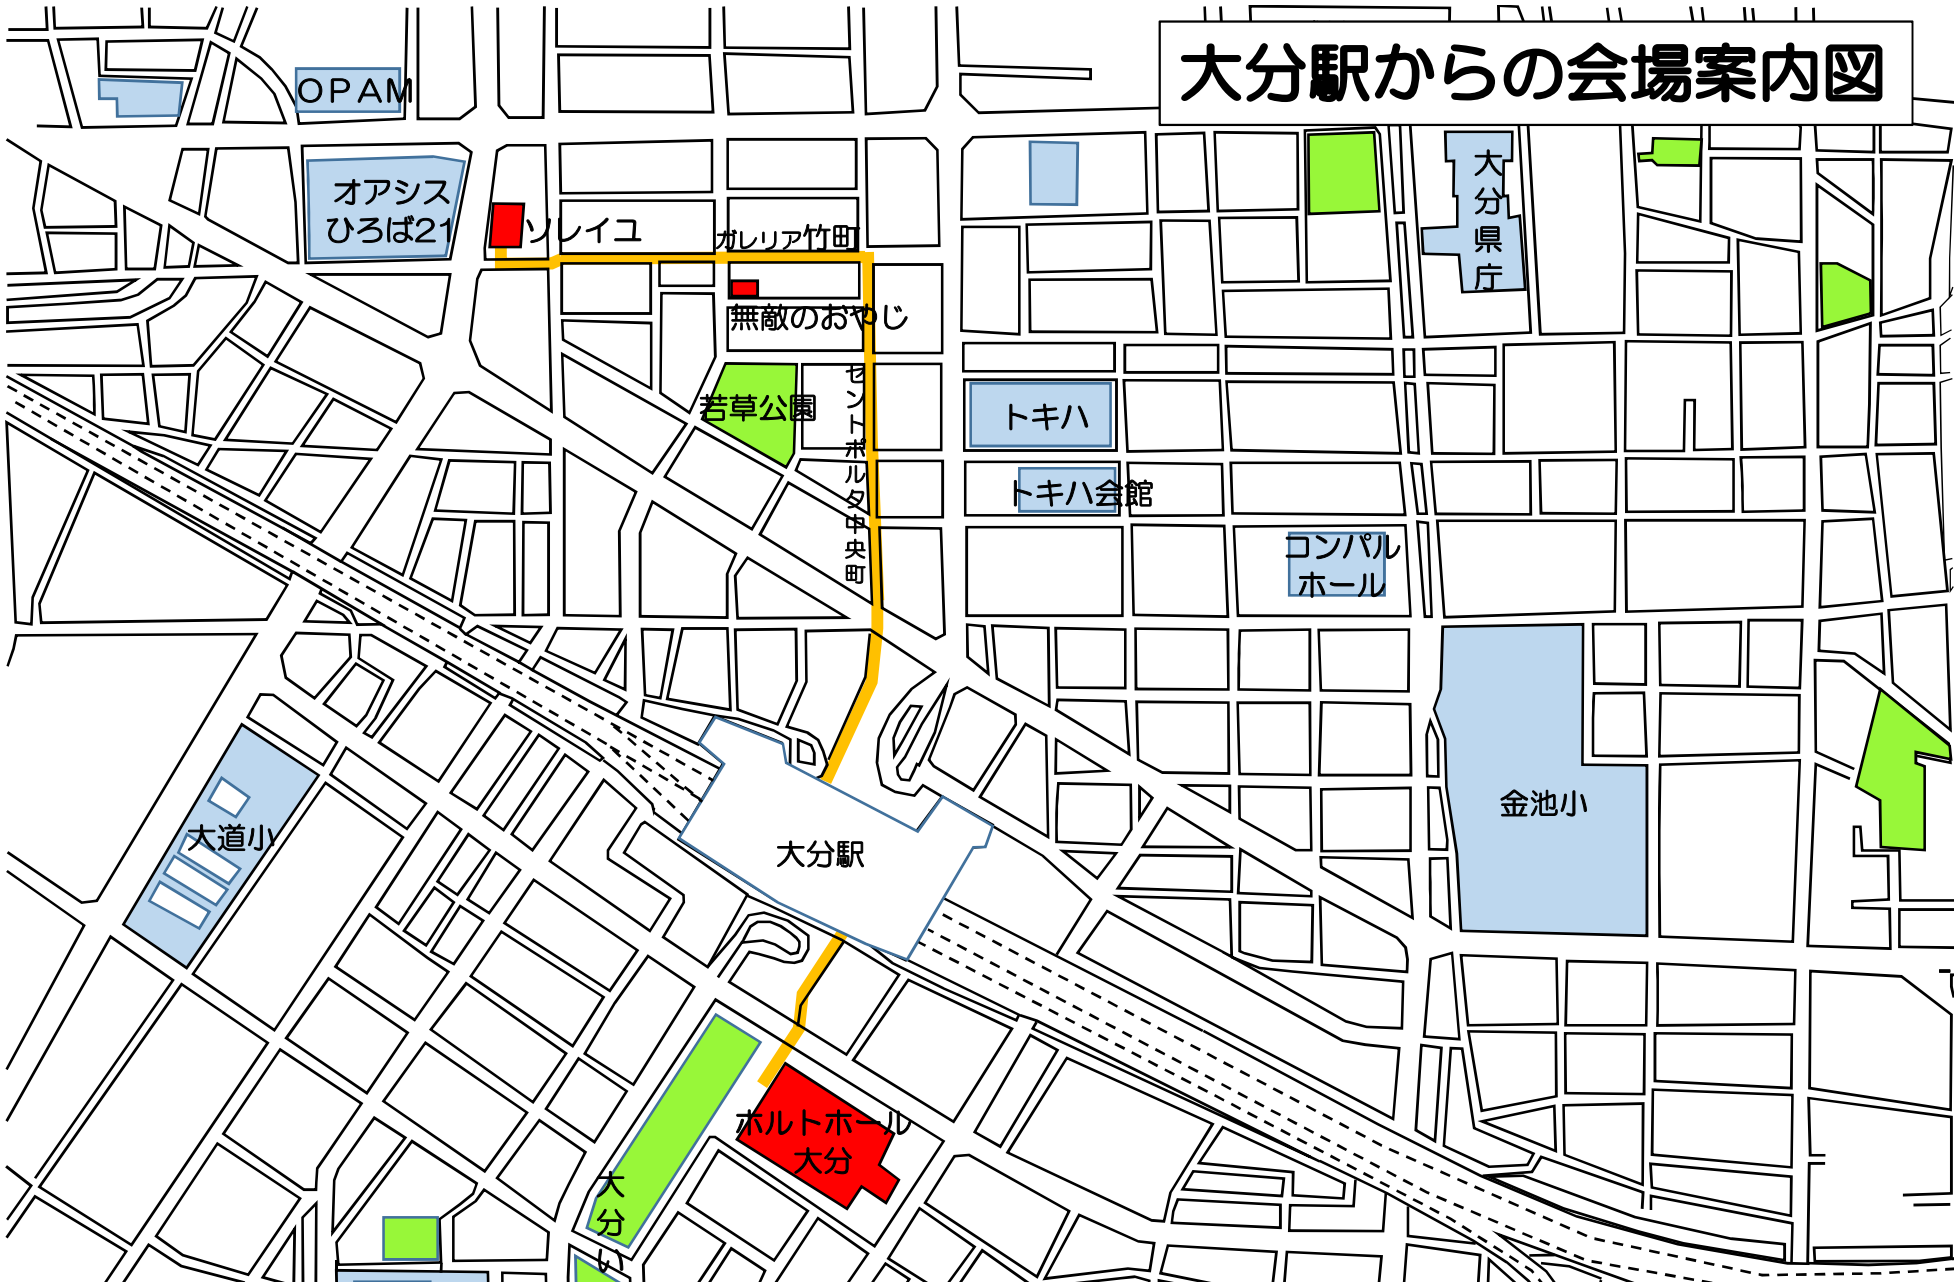 大分駅からの会場案内図
OPAM
オアシス
ひろば21
ソレイユ
ガレリア竹町
大分県庁
無敵のおやじ
若草公園
セントポルタ中央町
トキハ
トキハ会館
コンパル
ホール
金池小
大道小
大分駅
ホルトホール
大分
大分い